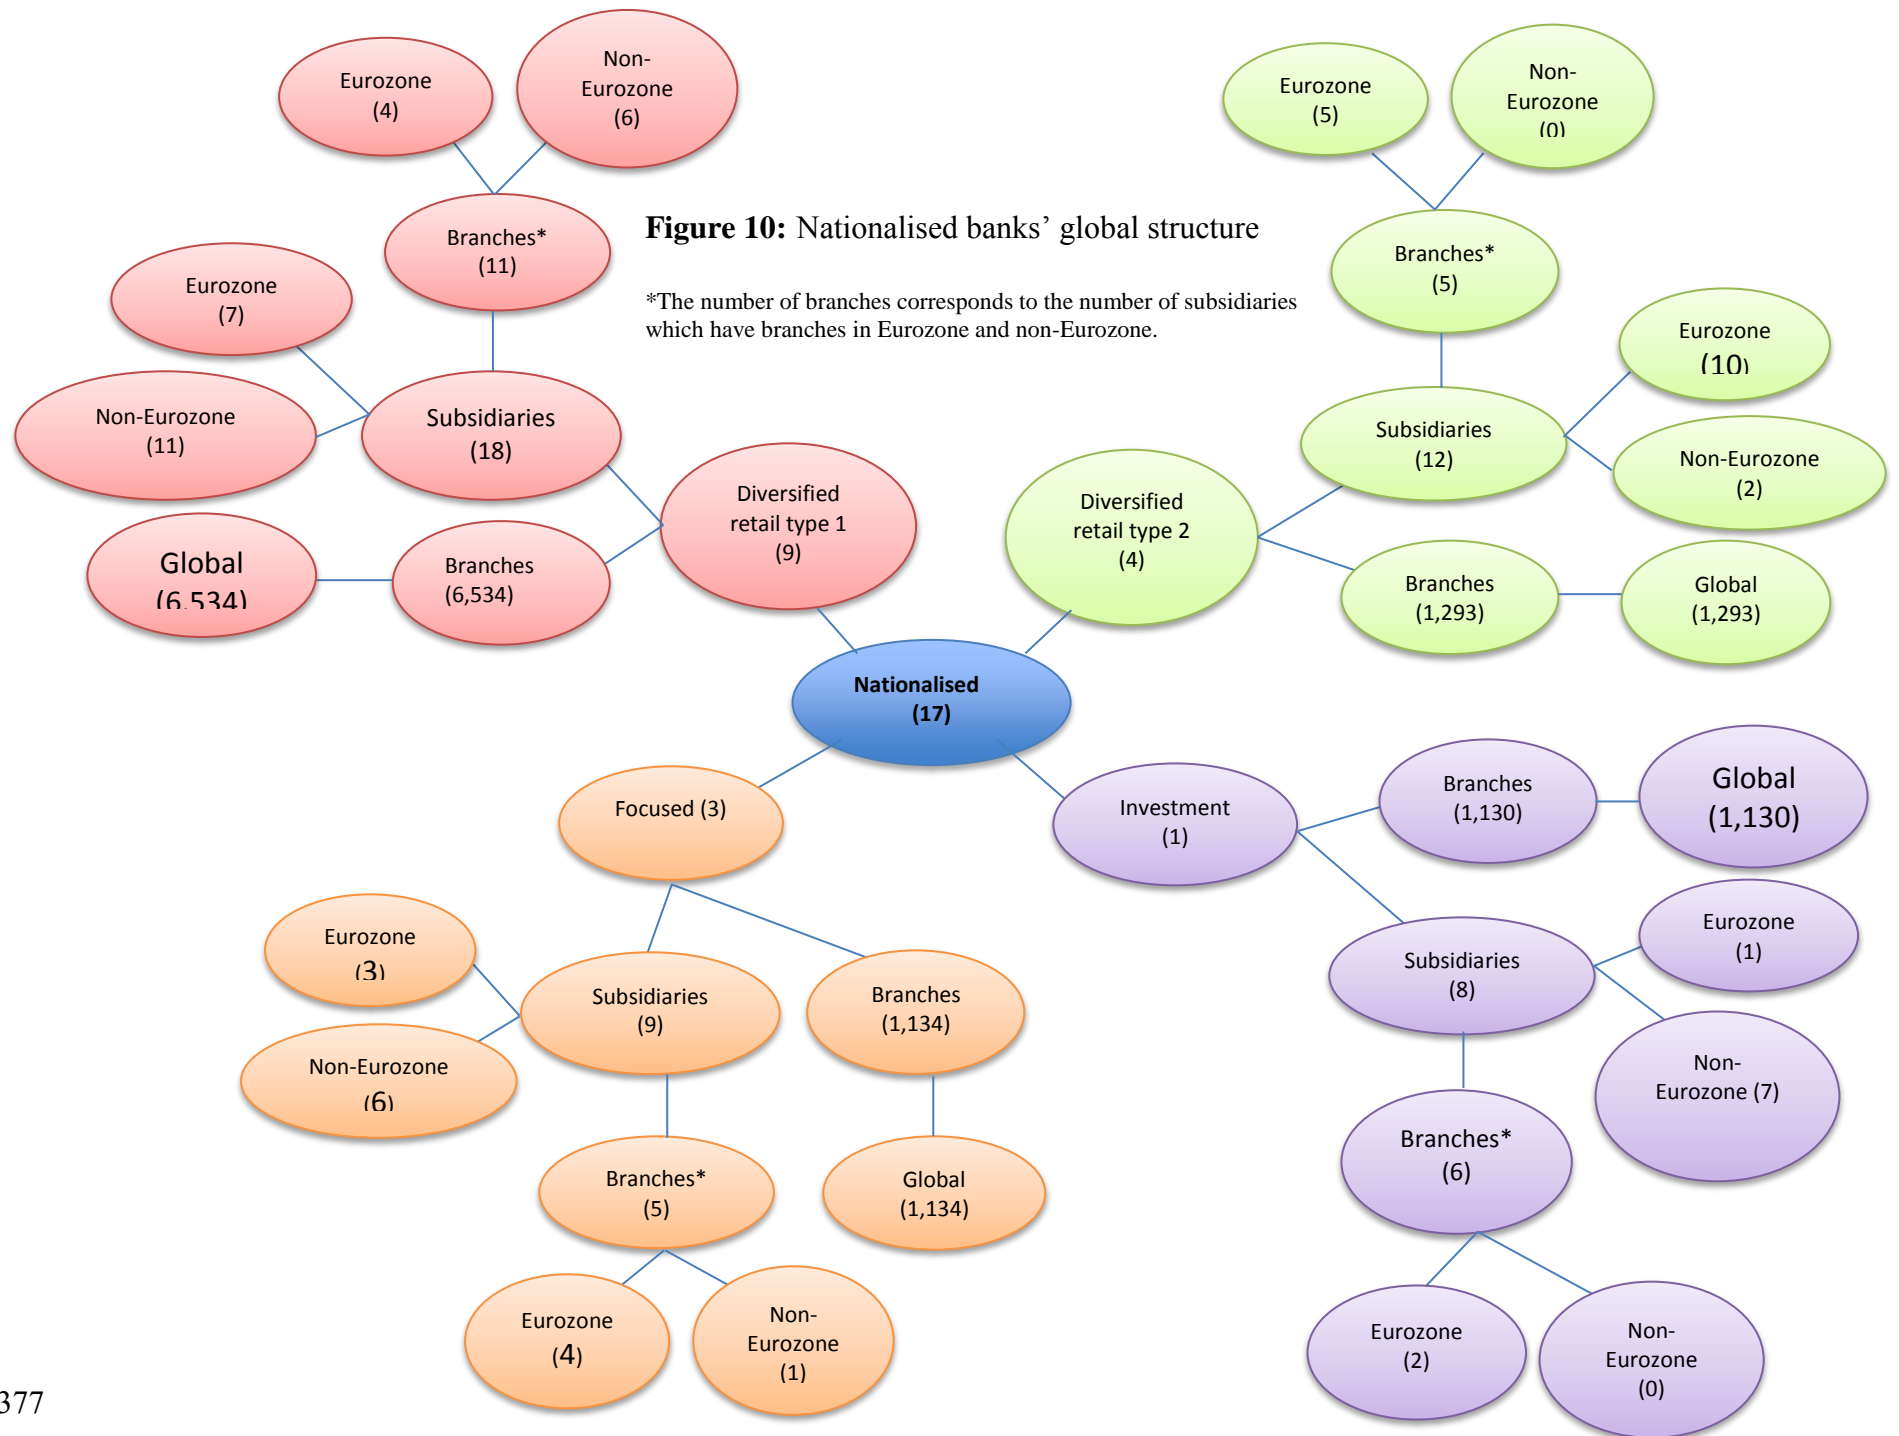 Eurozone
(4)
Non-
Eurozone
(6)
Branches*
(11)
Eurozone
(7)
Non-Eurozone
(11)
Subsidiaries
(18)
Global
(6,534)
Branches
(6,534)
Diversified
retail type 1
(9)
Figure 10: Nationalised banks’ global structure
*The number of branches corresponds to the number of subsidiaries
which have branches in Eurozone and non-Eurozone.
Eurozone
(5)
Non-
Eurozone
(0)
Branches*
(5)
Eurozone
(10)
Subsidiaries
(12)
Non-Eurozone
(2)
Diversified
retail type 2
(4)
Branches
(1,293)
Global
(1,293)
Nationalised
(17)
Focused (3)
Eurozone
(3)
Non-Eurozone
(6)
Subsidiaries
(9)
Branches
(1,134)
Branches*
(5)
Global
(1,134)
Eurozone
(4)
Non-
Eurozone
(1)
Investment
(1)
Branches
(1,130)
Global
(1,130)
Subsidiaries
(8)
Eurozone
(1)
Non-
Eurozone (7)
Branches*
(6)
Eurozone
(2)
Non-
Eurozone
(0)
377